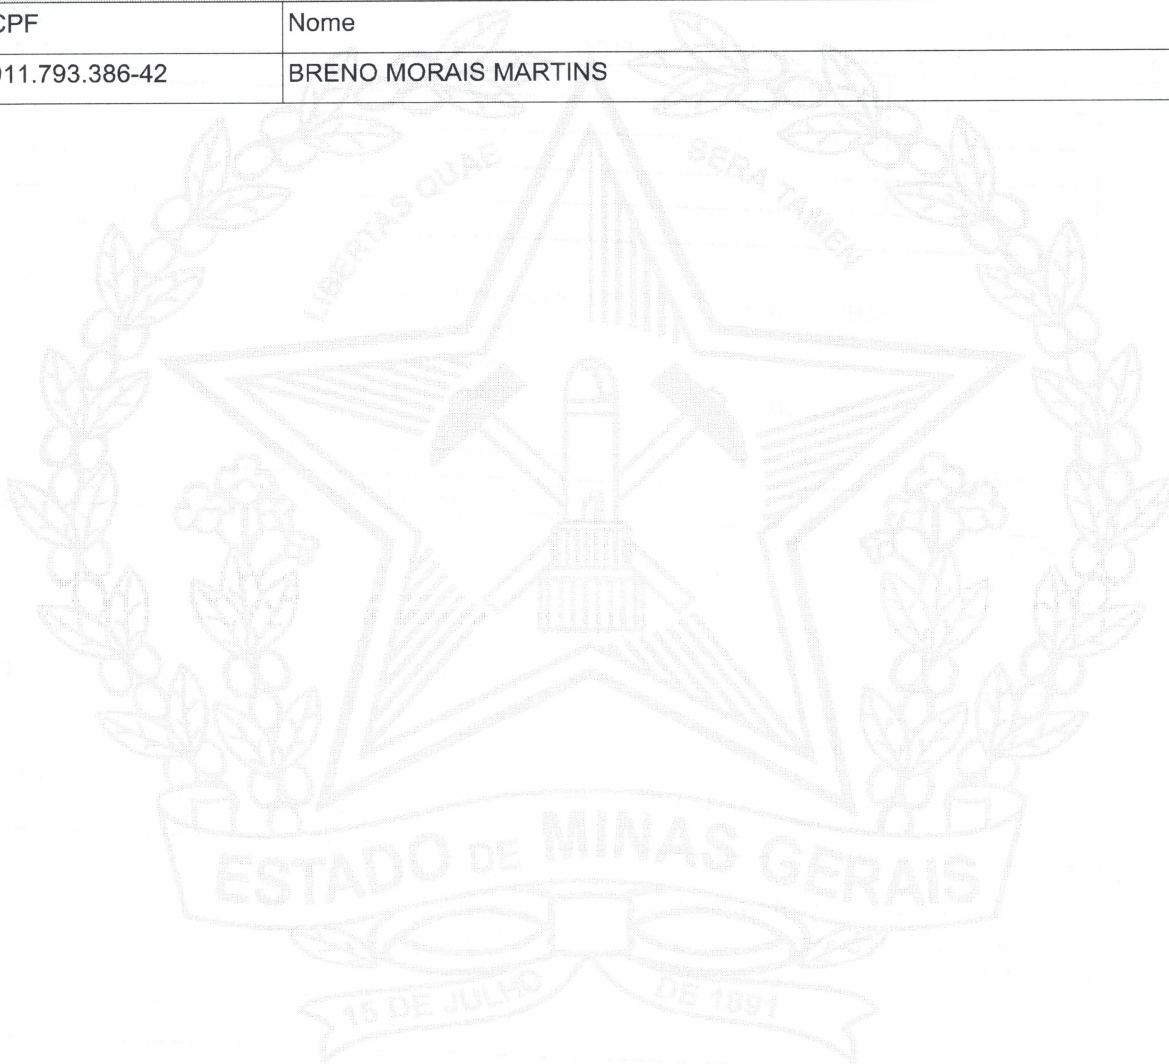 CPF Nome
011.793.386-42 BRENO MORAIS MARTINS
LIBERTAS QUAE SERA TAMEN
ESTADO DE MINAS GERAIS
15 DE JULHO DE 1891